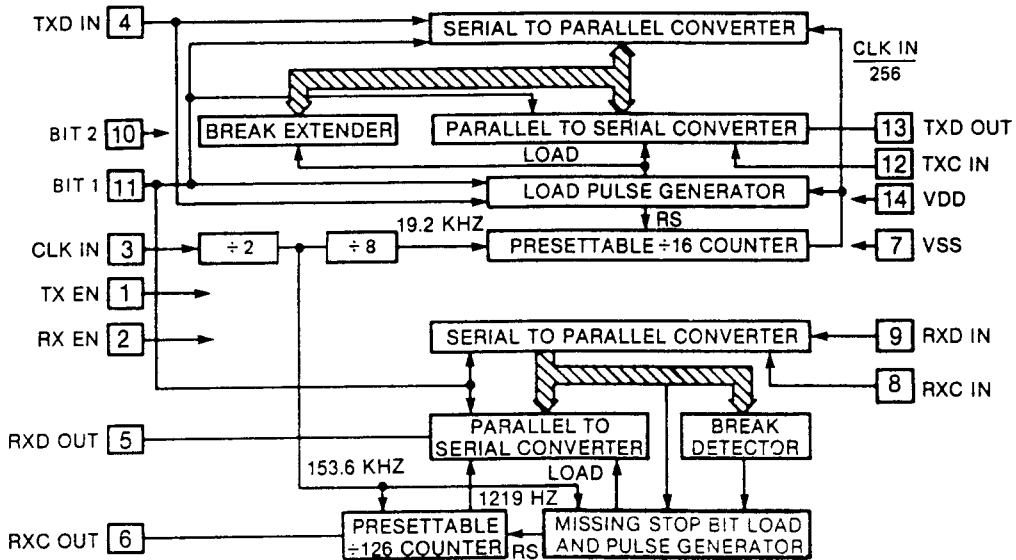 TXD IN 4
SERIAL TO PARALLEL CONVERTER
CLK IN
256
BIT 2 10
BREAK EXTENDER
PARALLEL TO SERIAL CONVERTER
13 TXD OUT
LOAD
12 TXC IN
BIT 1 11
LOAD PULSE GENERATOR
14 VDD
RS
19.2 KHZ
CLK IN 3
÷2
÷8
PRESETTABLE ÷16 COUNTER
7 VSS
TX EN 1
RX EN 2
SERIAL TO PARALLEL CONVERTER
9 RXD IN
8 RXC IN
RXD OUT 5
PARALLEL TO
SERIAL CONVERTER
BREAK
DETECTOR
153.6 KHZ
LOAD
1219 HZ
RXC OUT 6
PRESETTABLE
÷126 COUNTER
RS
MISSING STOP BIT LOAD
AND PULSE GENERATOR